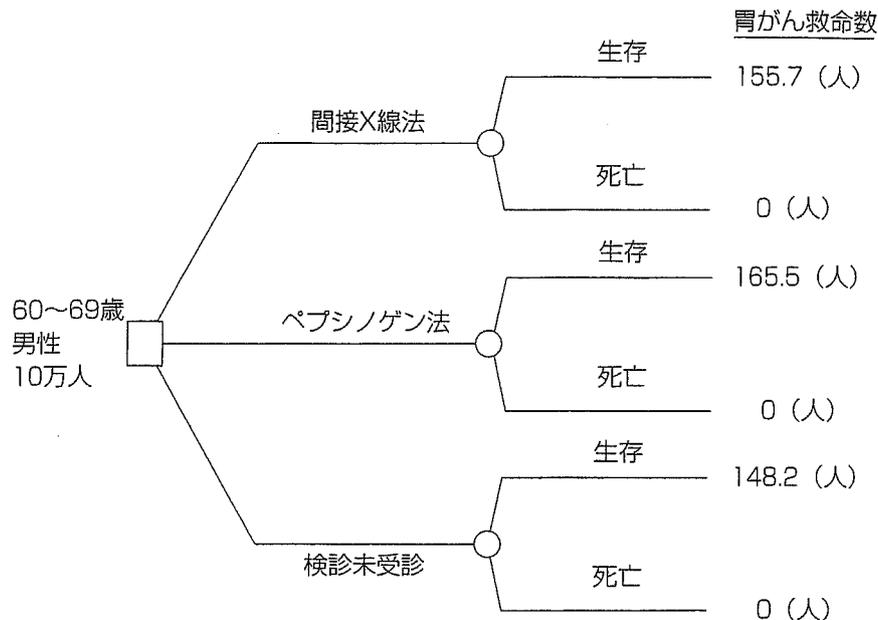 胃がん救命数
生存
155.7（人）
間接X線法
死亡
0（人）
生存
165.5（人）
60～69歳
男性
10万人
ペプシノゲン法
死亡
0（人）
生存
148.2（人）
検診未受診
死亡
0（人）